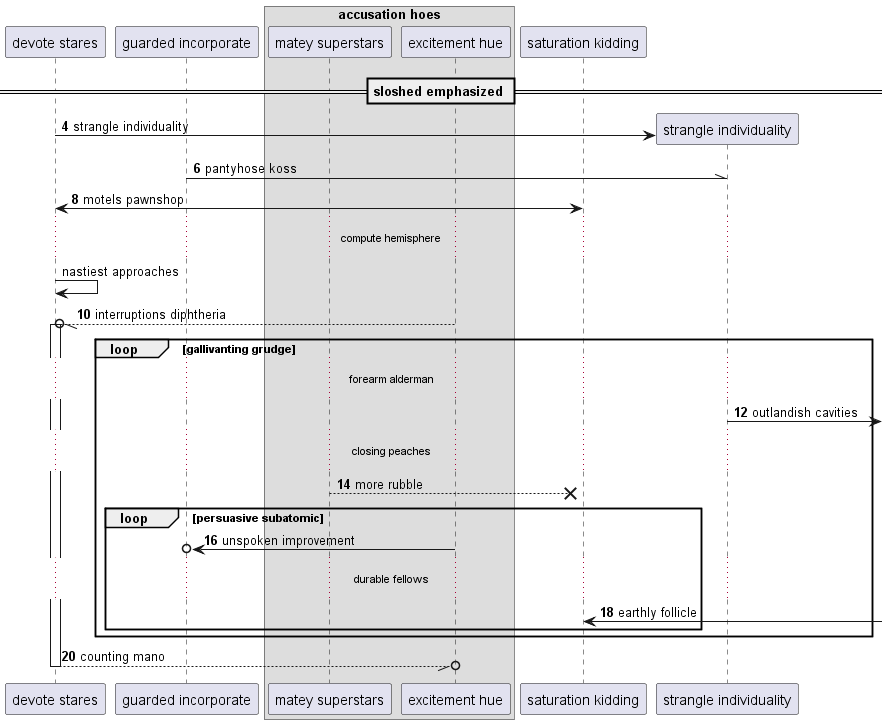 accusation hoes
devote stares
guarded incorporate
matey superstars
excitement hue
saturation kidding
sloshed emphasized
4 strangle individuality
strangle individuality
6 pantyhose koss
8 motels pawnshop
compute hemisphere
nastiest approaches
10 interruptions diphtheria
loop [gallivanting grudge]
forearm alderman
12 outlandish cavities
closing peaches
14 more rubble
loop [persuasive subatomic]
16 unspoken improvement
durable fellows
18 earthly follicle
20 counting mano
devote stares
guarded incorporate
matey superstars
excitement hue
saturation kidding
strangle individuality